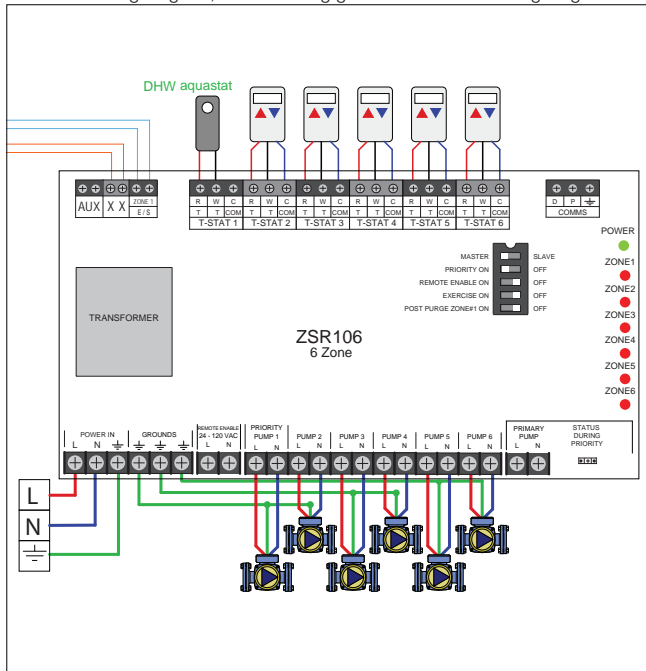 DHW aquastat
AUX X X ZONE 1 E / S
R W C R W C R W C R W C R W C R W C
T T COM T T COM T T COM T T COM T T COM T T COM
T-STAT 1 T-STAT 2 T-STAT 3 T-STAT 4 T-STAT 5 T-STAT 6
D P
COMMS
POWER
MASTER SLAVE
PRIORITY ON OFF
REMOTE ENABLE ON OFF
EXERCISE ON OFF
POST PURGE ZONE#1 ON OFF
ZONE1
ZONE2
ZONE3
ZONE4
ZONE5
ZONE6
TRANSFORMER
ZSR106
6 Zone
POWER IN
L N
GROUNDS
REMOTE ENABLE
24 - 120 VAC
L N
PRIORITY
PUMP 1
L N
PUMP 2
L N
PUMP 3
L N
PUMP 4
L N
PUMP 5
L N
PUMP 6
L N
PRIMARY
PUMP
L N
STATUS
DURING
PRIORITY
L
N